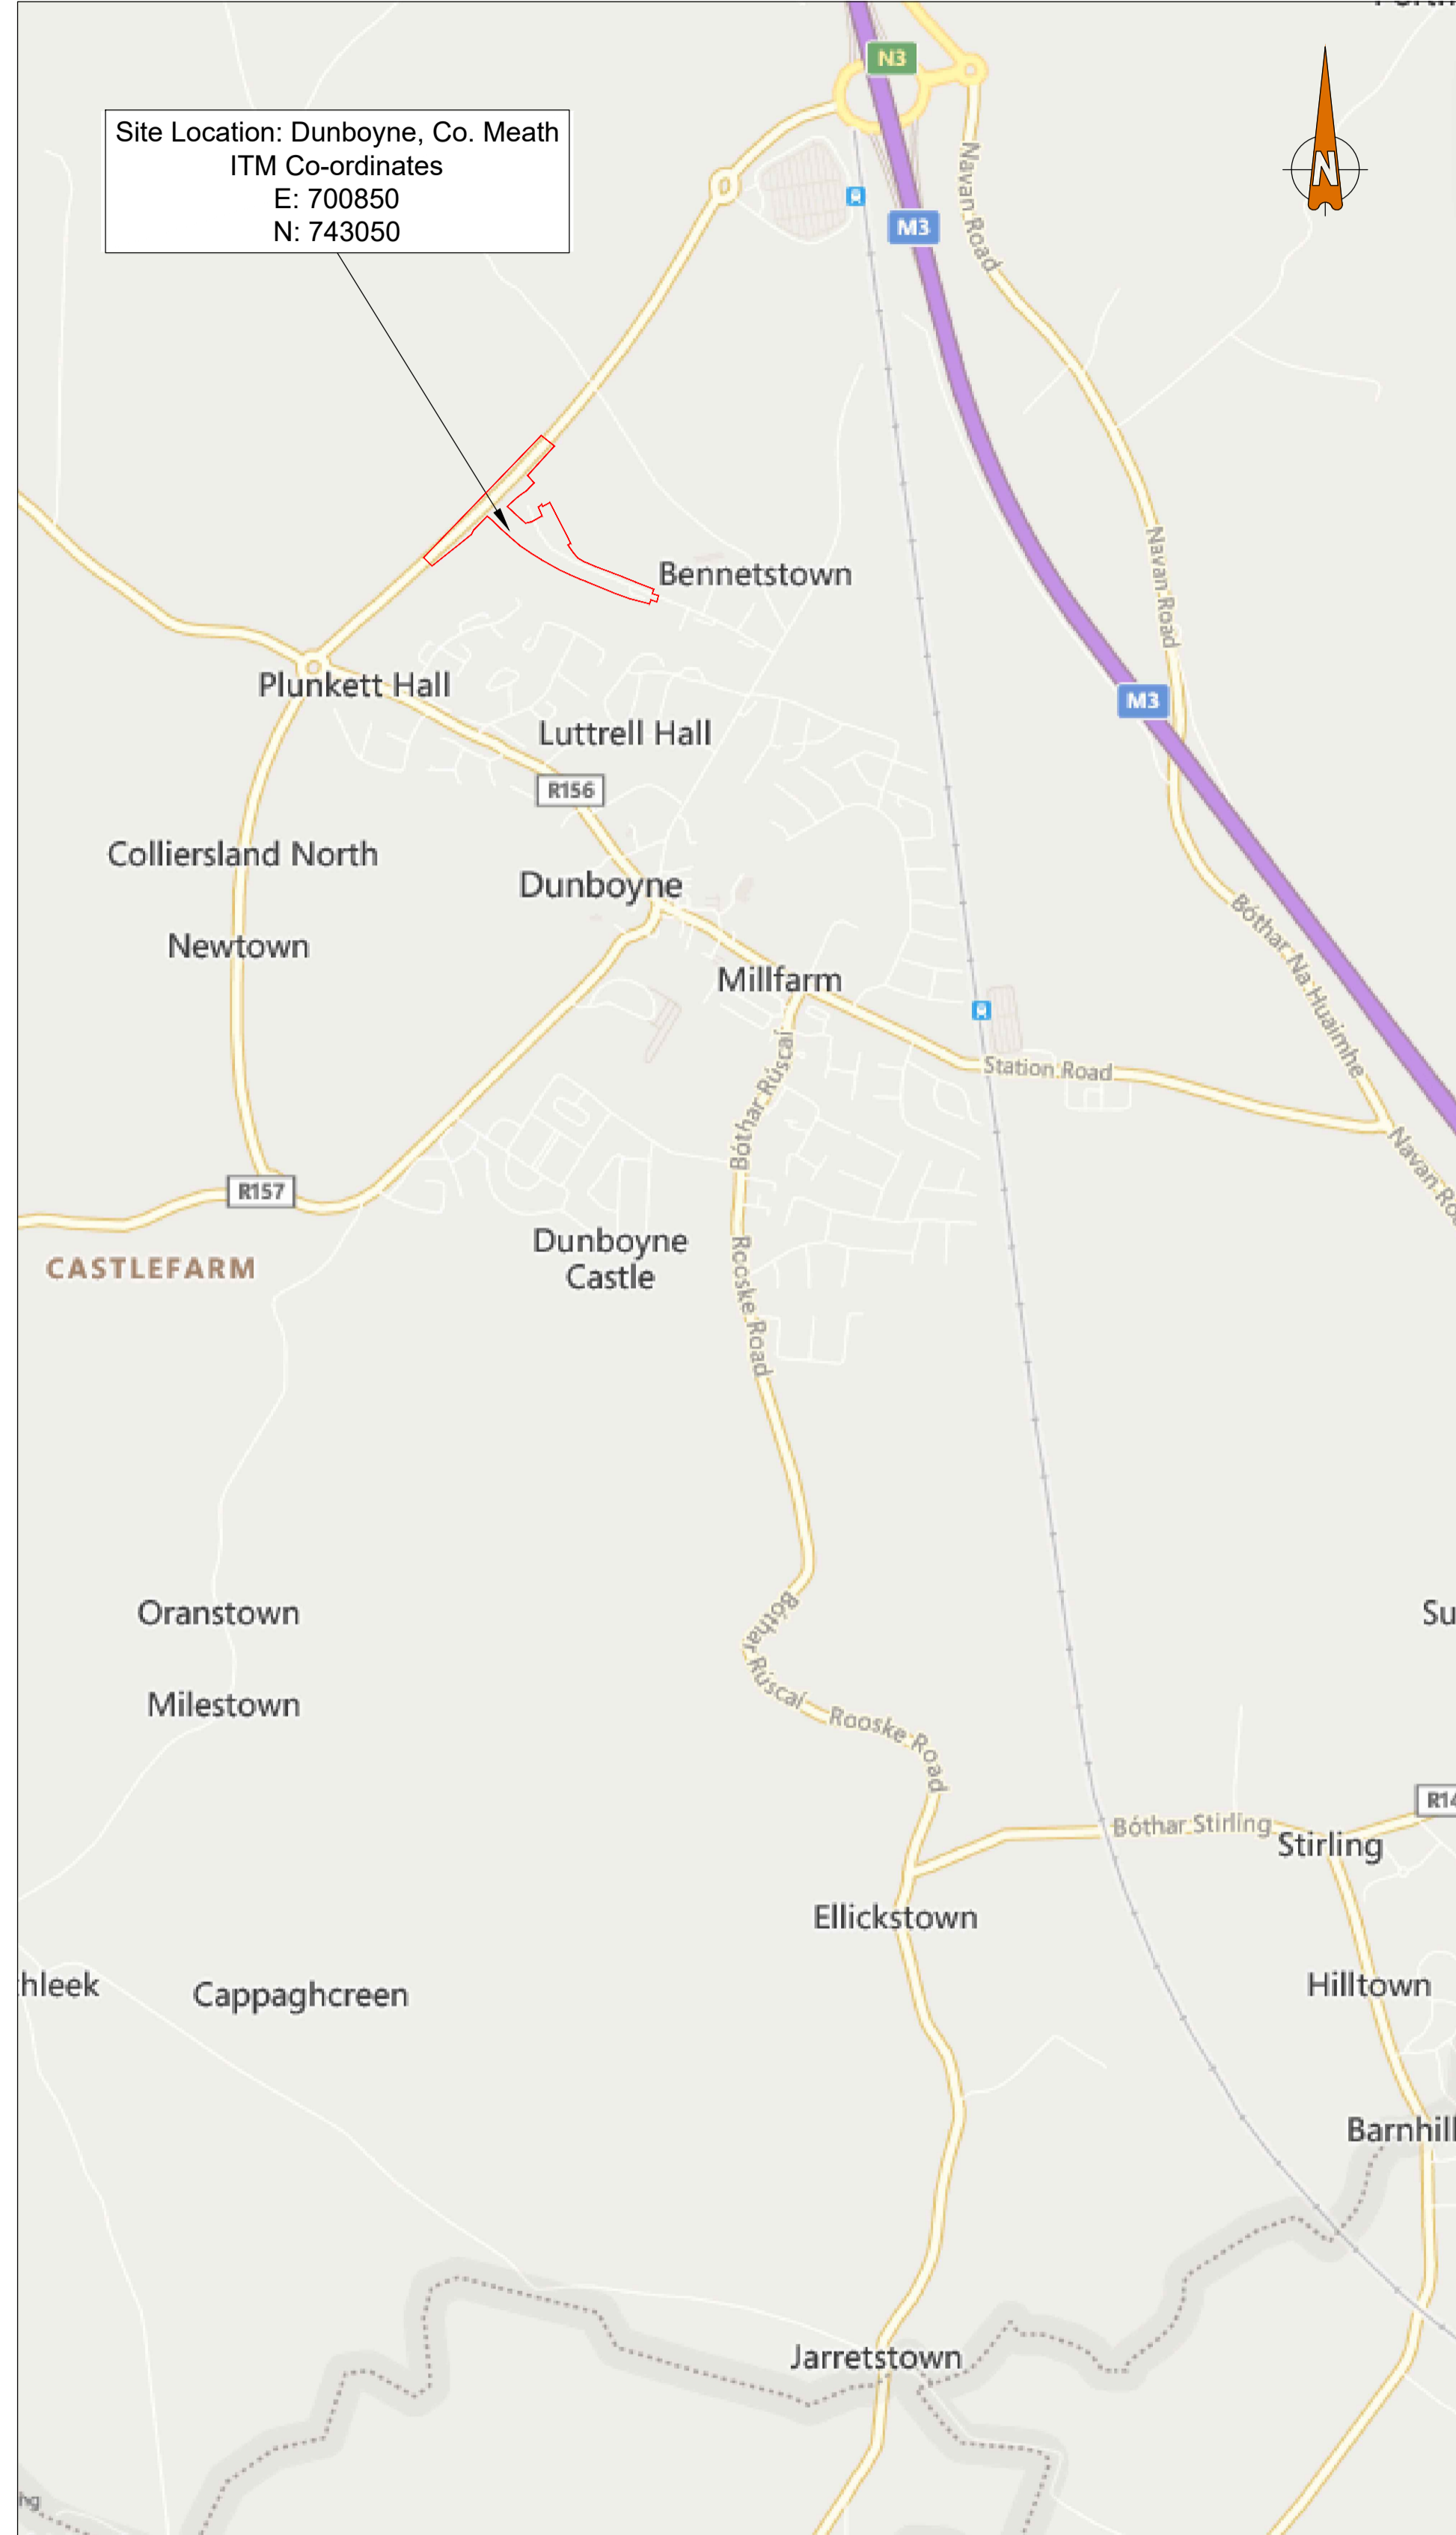 N3
Site Location: Dunboyne, Co. Meath
ITM Co-ordinates
E: 700850
N: 743050
N
M3
Navan Road
Bennetstown
Navan Road
Plunkett Hall
M3
Luttrell Hall
R156
Colliersland North
Dunboyne
Newtown
Bóthar Na Huaimhe
Millfarm
Station Road
Bóthar Rúscaí
Navan Ro
R157
CASTLEFARM
Dunboyne
Castle
Rooske Road
Oranstown
Su
Bóthar Rúscaí
Milestown
Rooske Road
R14
Bóthar Stirling
Stirling
Ellickstown
hleek
Cappaghcreen
Hilltown
Barnhill
Jarretstown
hg